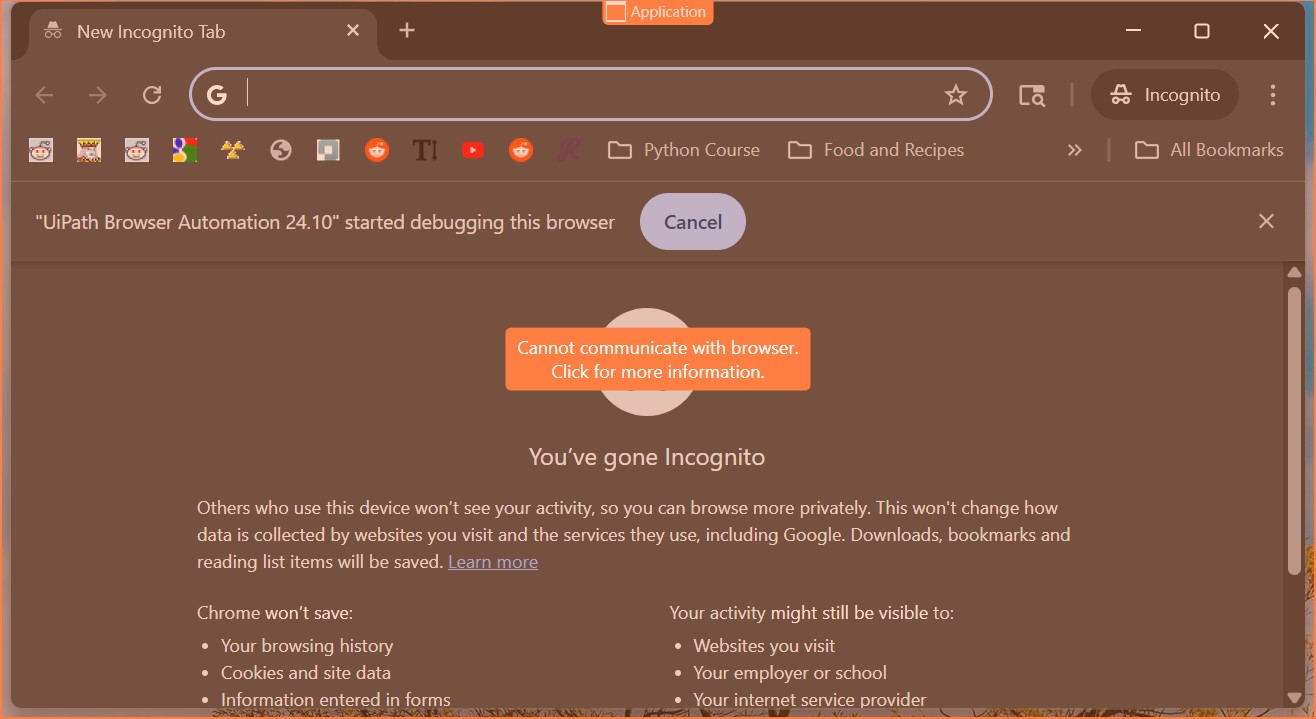 Application
New Incognito Tab
Incognito
Python Course
Food and Recipes
All Bookmarks
"UiPath Browser Automation 24.10" started debugging this browser
Cancel
Cannot communicate with browser.
Click for more information.
You’ve gone Incognito
Others who use this device won’t see your activity, so you can browse more privately. This won't change how
data is collected by websites you visit and the services they use, including Google. Downloads, bookmarks and
reading list items will be saved. Learn more
Chrome won’t save:
Your browsing history
Cookies and site data
Information entered in forms
Your activity might still be visible to:
Websites you visit
Your employer or school
Your internet service provider